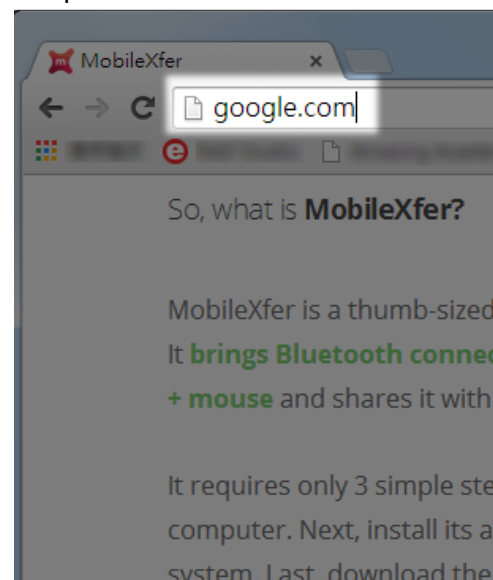 MobileXfer
google.com
So, what is MobileXfer?
MobileXfer is a thumb-sized
It brings Bluetooth connec
+ mouse and shares it with
It requires only 3 simple ste
computer. Next, install its a
system. Last, download the